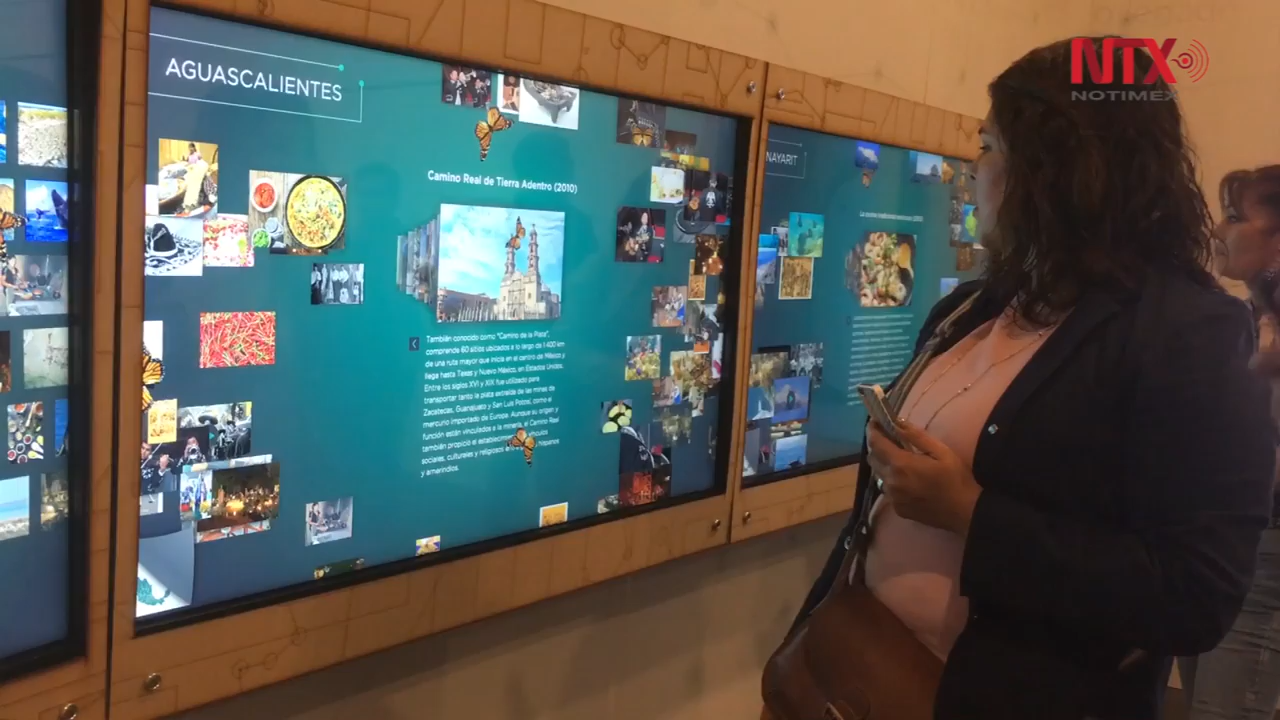 NTX
NOTIMEX
AGUASCALIENTES
Camino Real de Tierra Adentro (2010)
También conocido como "Camino de la Plata",
comprende 60 sitios ubicados a lo largo de 1 400 km
de una ruta mayor que inicia en el centro de México y
llega hasta Texas y Nuevo México, en Estados Unidos.
Entre los siglos XVI y XIX fue utilizado para
transportar tanto la plata extraída de las minas de
Zacatecas, Guanajuato y San Luis Potosí, como el
mercurio importado de Europa. Aunque su origen y
función están vinculados a la minería, el Camino Real
también propició el
sociales, culturales y religiosos
y amerindios.
NAYARIT